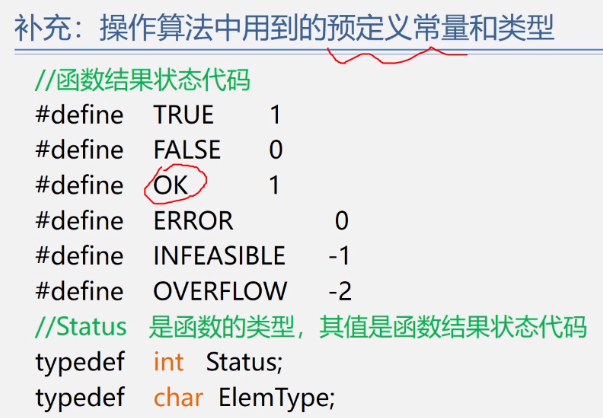 补充：操作算法中用到的预定义常量和类型
//函数结果状态代码
#define TRUE 1
#define FALSE 0
#define OK 1
#define ERROR 0
#define INFEASIBLE -1
#define OVERFLOW -2
//Status 是函数的类型，其值是函数结果状态代码
typedef int Status;
typedef char ElemType;